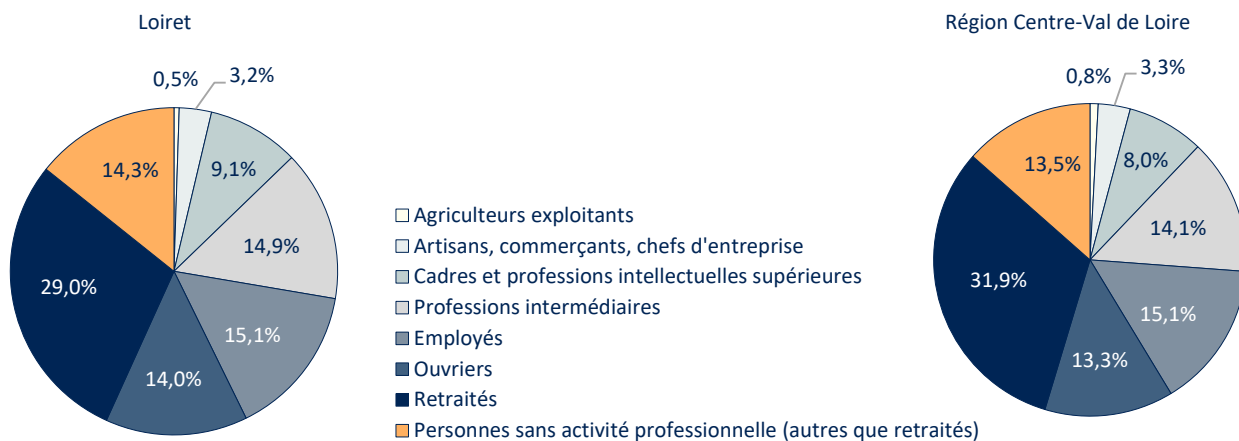 Loiret
0,5%
3,2%
9,1%
14,9%
15,1%
14,0%
29,0%
14,3%
Agriculteurs exploitants
Artisans, commerçants, chefs d'entreprise
Cadres et professions intellectuelles supérieures
Professions intermédiaires
Employés
Ouvriers
Retraités
Personnes sans activité professionnelle (autres que retraités)
Région Centre-Val de Loire
0,8%
3,3%
8,0%
14,1%
15,1%
13,3%
31,9%
13,5%